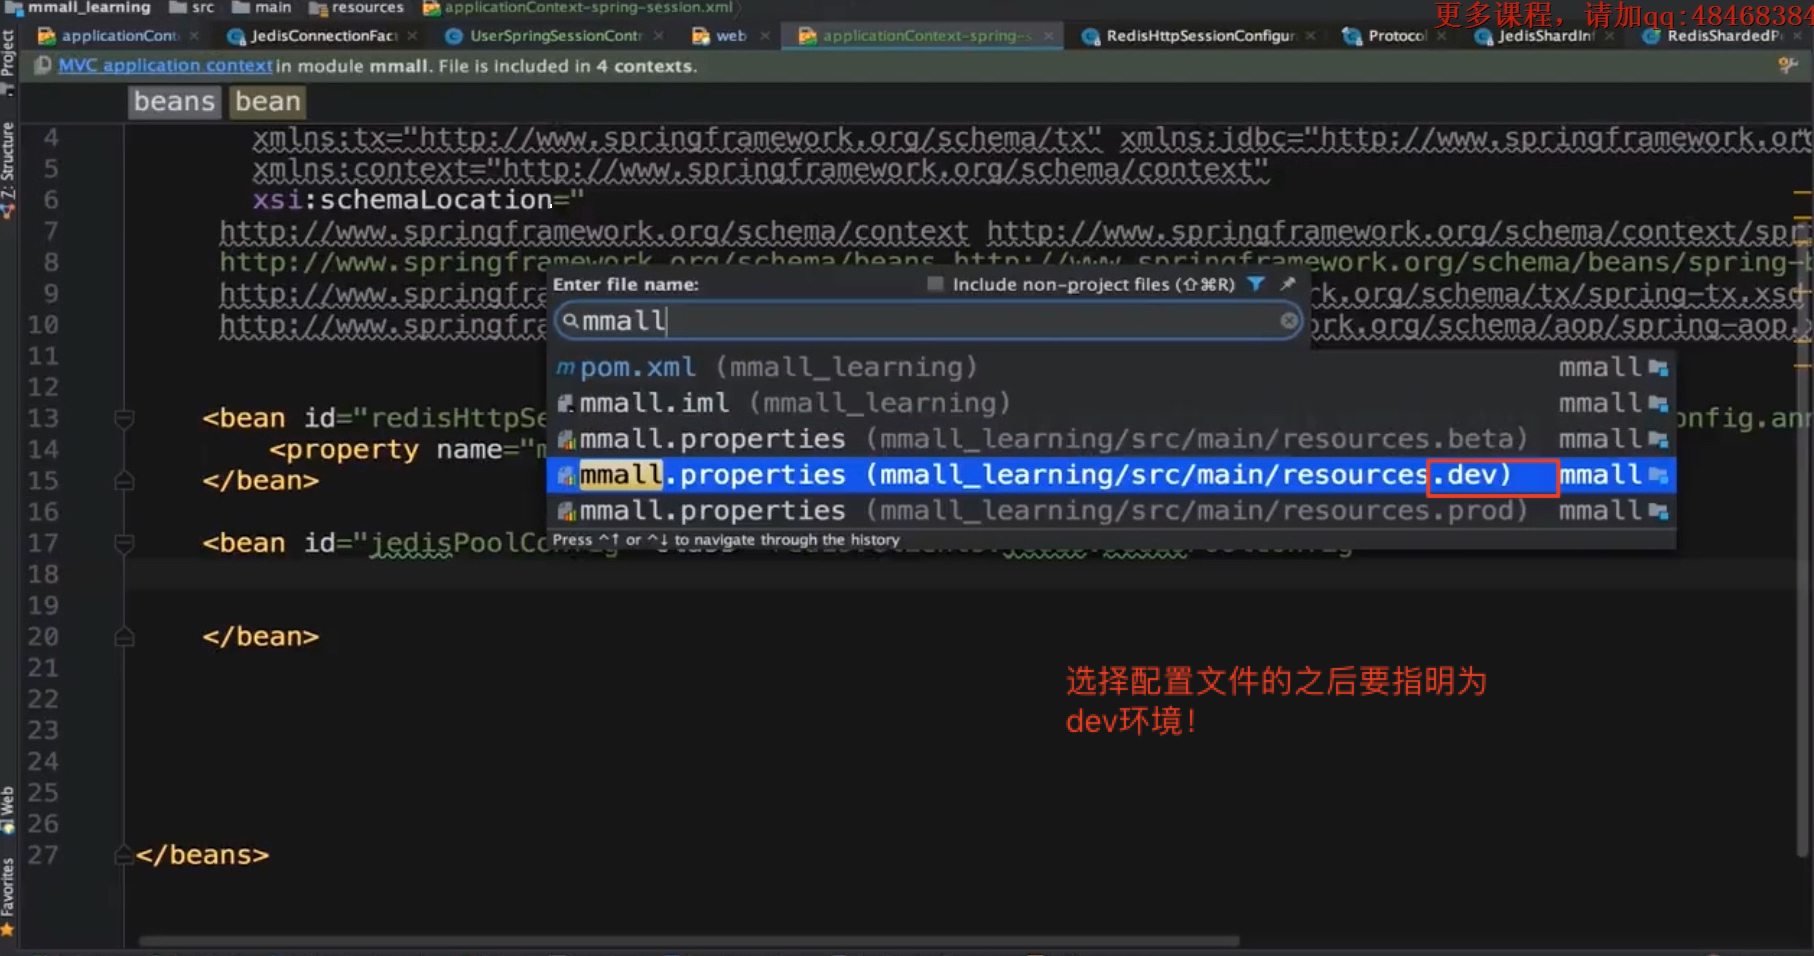 mmall_learning src main resources applicationContext-spring-session.xml
更多课程，请加qq:48468384
applicationCont JedisConnectionFac UserSpringSessionContr web applicationContext-spring-s RedisHttpSessionConfigur Protocol JedisShardInf RedisShardedP
MVC application context in module mmall. File is included in 4 contexts.
Project
Z: Structure
Web
Favorites
beans bean
4 xmlns:tx="http://www.springframework.org/schema/tx" xmlns:jdbc="http://www.springframework.or
5 xmlns:context="http://www.springframework.org/schema/context"
6 xsi:schemaLocation="
7 http://www.springframework.org/schema/context http://www.springframework.org/schema/context/spr
8 http://www.springframework.org/schema/beans http://www.springframework.org/schema/beans/spring-b
9 http://www.springfra k.org/schema/tx/spring-tx.xsd
10 http://www.springfra rk.org/schema/aop/spring-aop.
11
12
13 <bean id="redisHttpSe onfig.ann
14 <property name="m
15 </bean>
16
17 <bean id="jedisPoolConfig"
18
19
20 </bean>
21
22
23
24
25
26
27 </beans>
Enter file name: Include non-project files (⇧⌘R)
mmall
pom.xml (mmall_learning) mmall
mmall.iml (mmall_learning) mmall
mmall.properties (mmall_learning/src/main/resources.beta) mmall
mmall.properties (mmall_learning/src/main/resources.dev) mmall
mmall.properties (mmall_learning/src/main/resources.prod) mmall
Press ^↑ or ^↓ to navigate through the history
选择配置文件的之后要指明为
dev环境！